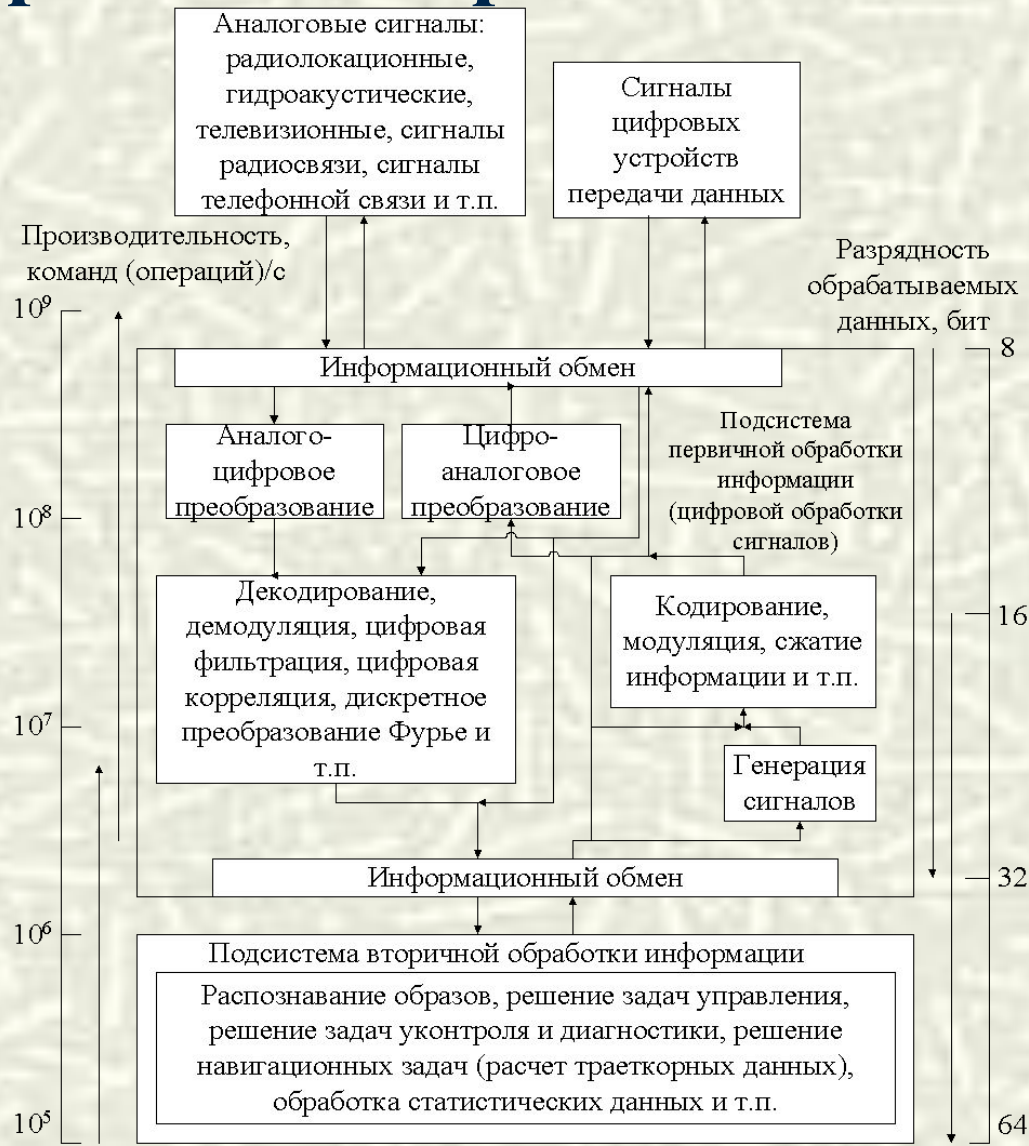 Аналоговые сигналы:
радиолокационные,
гидроакустические,
телевизионные, сигналы
радиосвязи, сигналы
телефонной связи и т.п.
Сигналы
цифровых
устройств
передачи данных
Производительность,
команд (операций)/с
Разрядность
обрабатываемых
данных, бит
10⁹
8
Информационный обмен
Аналого-
цифровое
преобразование
Цифро-
аналоговое
преобразование
Подсистема
первичной обработки
информации
(цифровой обработки
сигналов)
10⁸
Декодирование,
демодуляция, цифровая
фильтрация, цифровая
корреляция, дискретное
преобразование Фурье и
т.п.
Кодирование,
модуляция, сжатие
информации и т.п.
16
10⁷
Генерация
сигналов
Информационный обмен
32
10⁶
Подсистема вторичной обработки информации
Распознавание образов, решение задач управления,
решение задач уконтроля и диагностики, решение
навигационных задач (расчет траеткорных данных),
обработка статистических данных и т.п.
10⁵
64